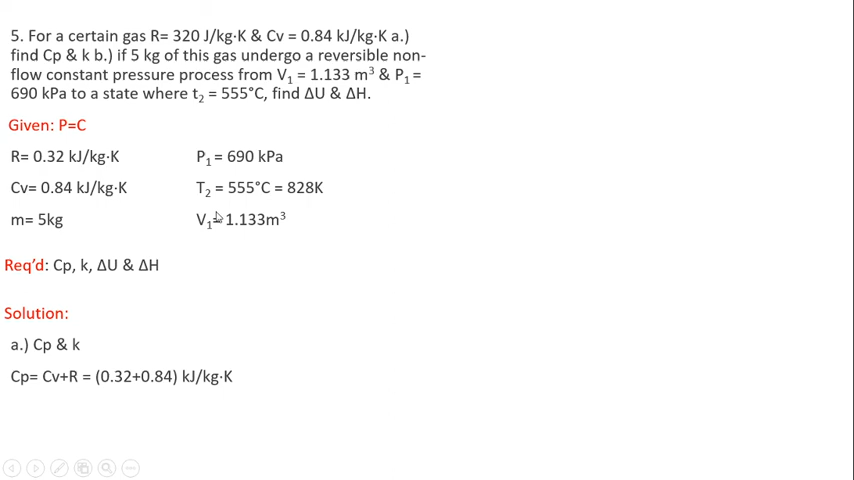 5. For a certain gas R= 320 J/kg·K & Cv = 0.84 kJ/kg·K a.)
find Cp & k b.) if 5 kg of this gas undergo a reversible non-
flow constant pressure process from V₁ = 1.133 m³ & P₁ =
690 kPa to a state where t₂ = 555°C, find ΔU & ΔH.
Given: P=C
R= 0.32 kJ/kg·K
P₁ = 690 kPa
Cv= 0.84 kJ/kg·K
T₂ = 555°C = 828K
m= 5kg
V₁= 1.133m³
Req'd: Cp, k, ΔU & ΔH
Solution:
a.) Cp & k
Cp= Cv+R = (0.32+0.84) kJ/kg·K